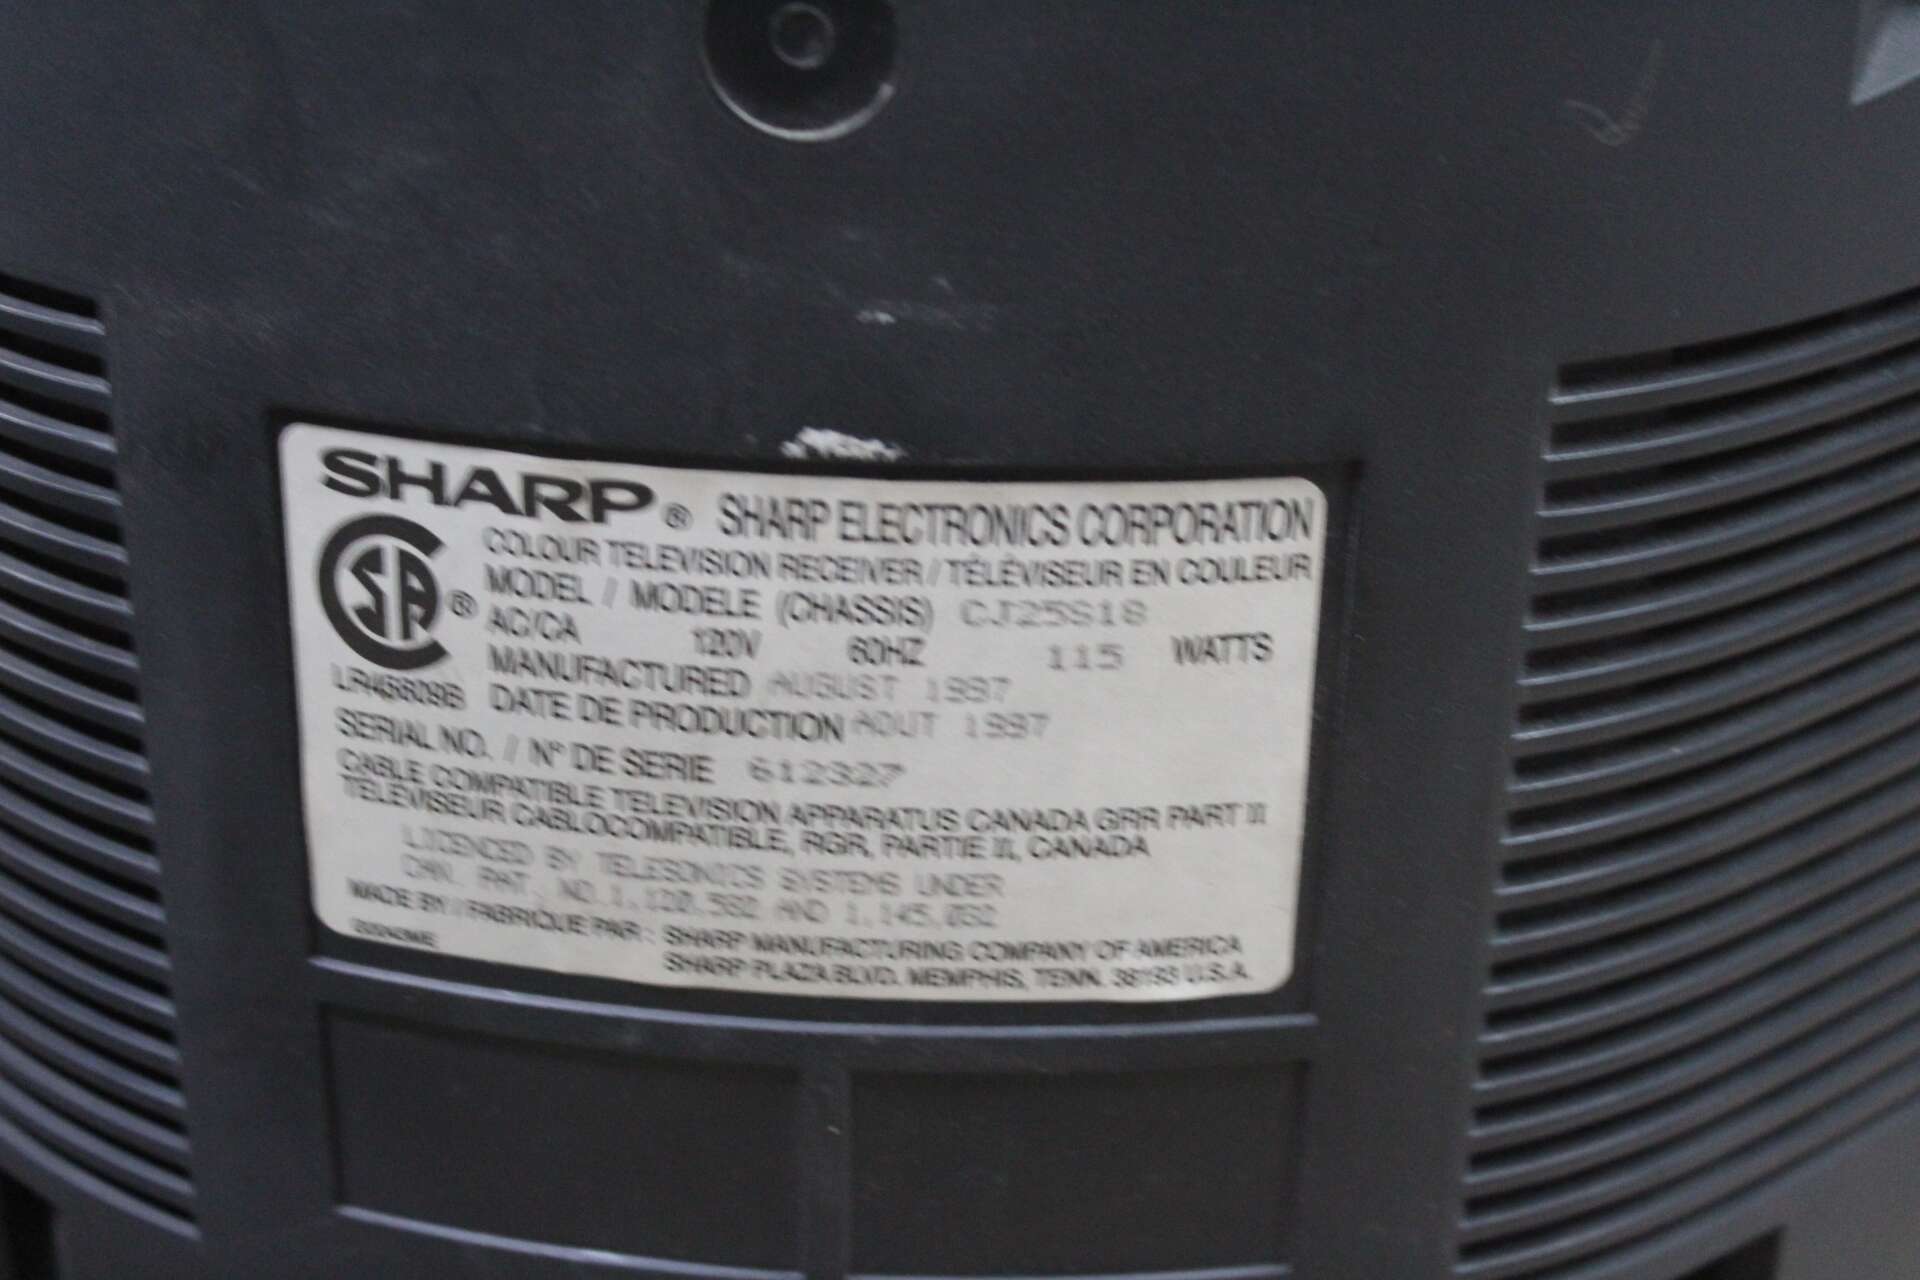 SHARP ® SHARP ELECTRONICS CORPORATION
COLOUR TELEVISION RECEIVER / TÉLÉVISEUR EN COULEUR
MODEL / MODELE (CHASSIS) CJ25S18
AC/CA 120V 60HZ 115 WATTS
MANUFACTURED AUGUST 1997
DATE DE PRODUCTION AOUT 1997
SA ®
SERIAL NO. / N° DE SERIE 612327
CABLE COMPATIBLE TELEVISION APPARATUS CANADA GRR PART II
TELEVISEUR CABLOCOMPATIBLE, RGR, PARTIE II, CANADA
LICENCED BY TELESONICS SYSTEMS UNDER
CAN. PAT. NO. 1,120,582 AND 1,145,032
MADE BY / FABRIQUE PAR : SHARP MANUFACTURING COMPANY OF AMERICA
SHARP PLAZA BLVD. MEMPHIS, TENN. 38193 U.S.A.